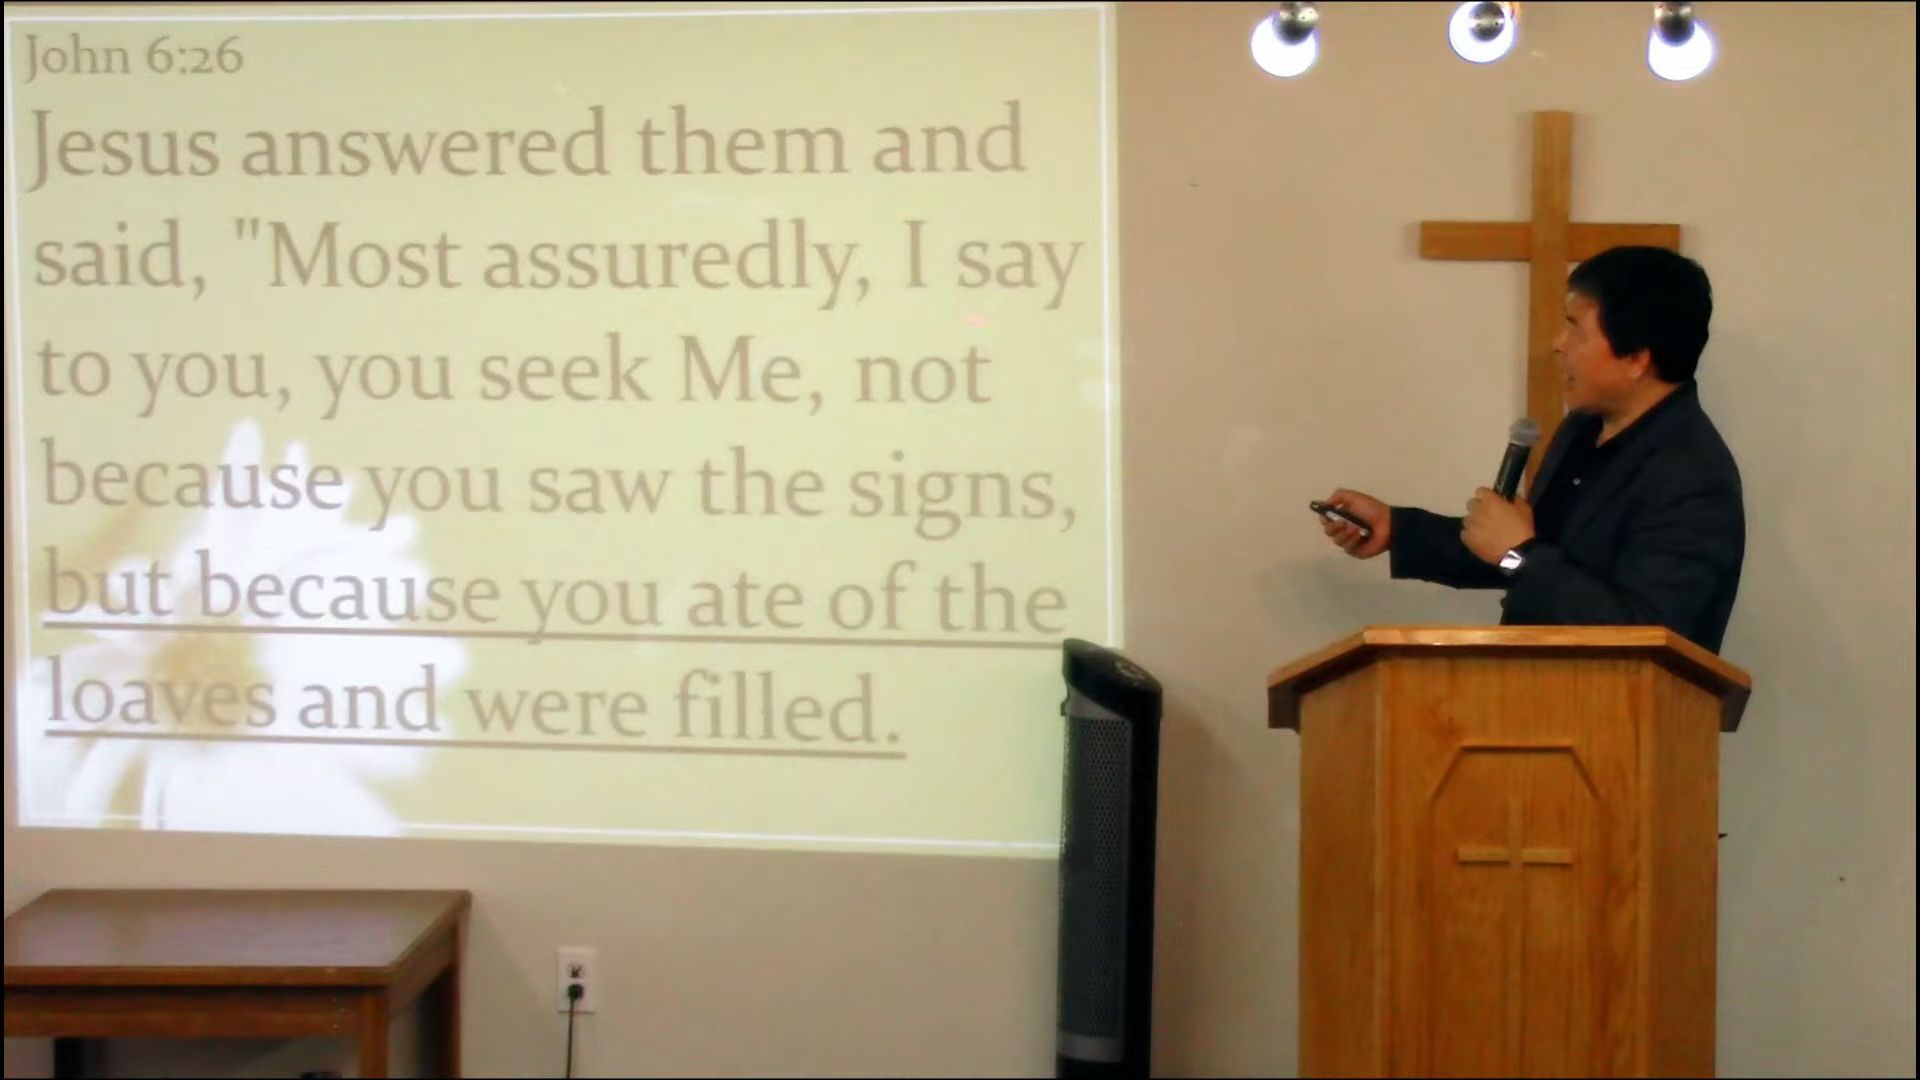 John 6:26
Jesus answered them and
said, "Most assuredly, I say
to you, you seek Me, not
because you saw the signs,
but because you ate of the
loaves and were filled.